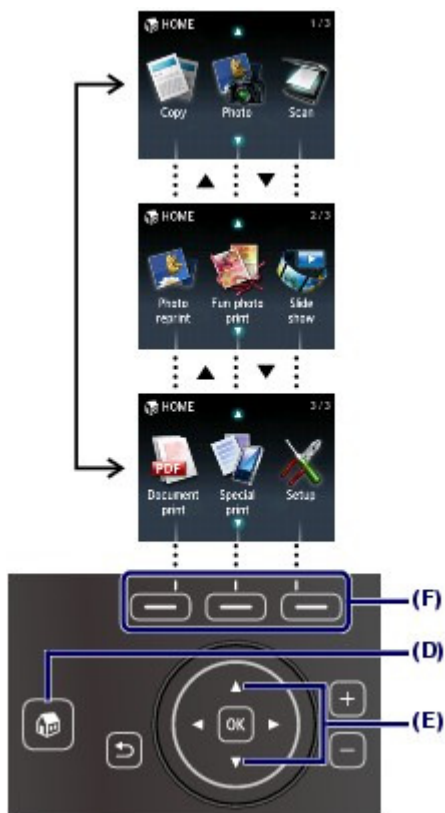 HOME 1/3
Copy Photo Scan
▲ ▼
HOME 2/3
Photo reprint Fun photo print Slide show
▲ ▼
HOME 3/3
PDF
Document print Special print Setup
(F)
(D)
▲
+
◀ OK ▶ (E)
▼
−